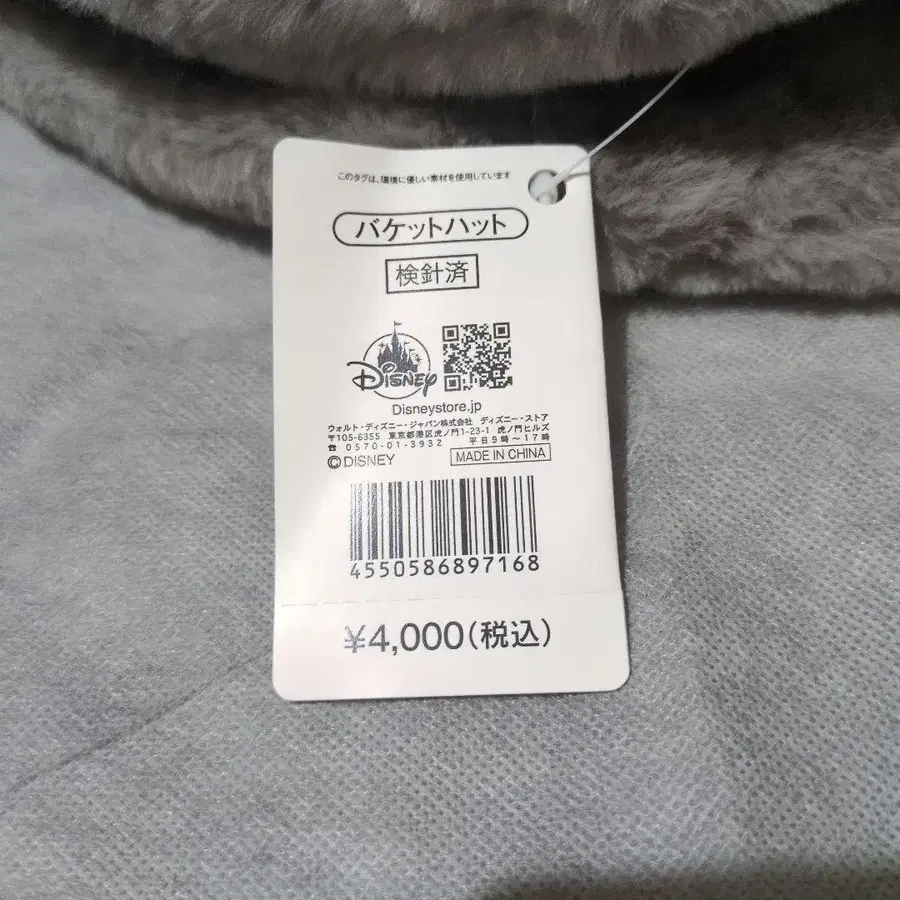 このタグは、環境に優しい素材を使用しています
バケットハット
検針済
DISNEY
Disneystore.jp
ウォルト・ディズニー・ジャパン株式会社 ディズニー・ストア
〒105-6355 東京都港区虎ノ門1-23-1 虎ノ門ヒルズ
☎ 0570-01-3932 平日9時～17時
©DISNEY MADE IN CHINA
4550586897168
¥4,000(税込)